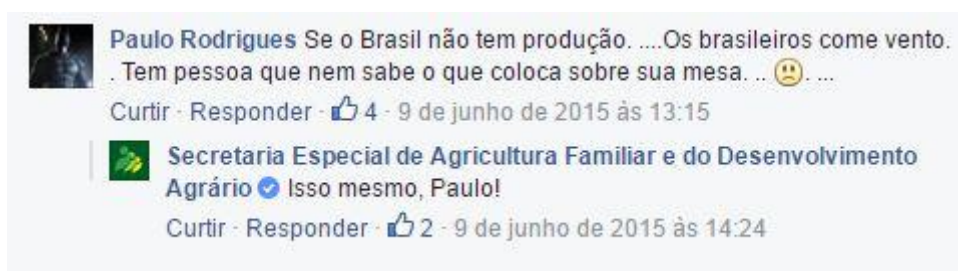 Paulo Rodrigues Se o Brasil não tem produção. ....Os brasileiros come vento.
. Tem pessoa que nem sabe o que coloca sobre sua mesa. .. . ...
Curtir · Responder · 4 · 9 de junho de 2015 às 13:15
Secretaria Especial de Agricultura Familiar e do Desenvolvimento
Agrário Isso mesmo, Paulo!
Curtir · Responder · 2 · 9 de junho de 2015 às 14:24